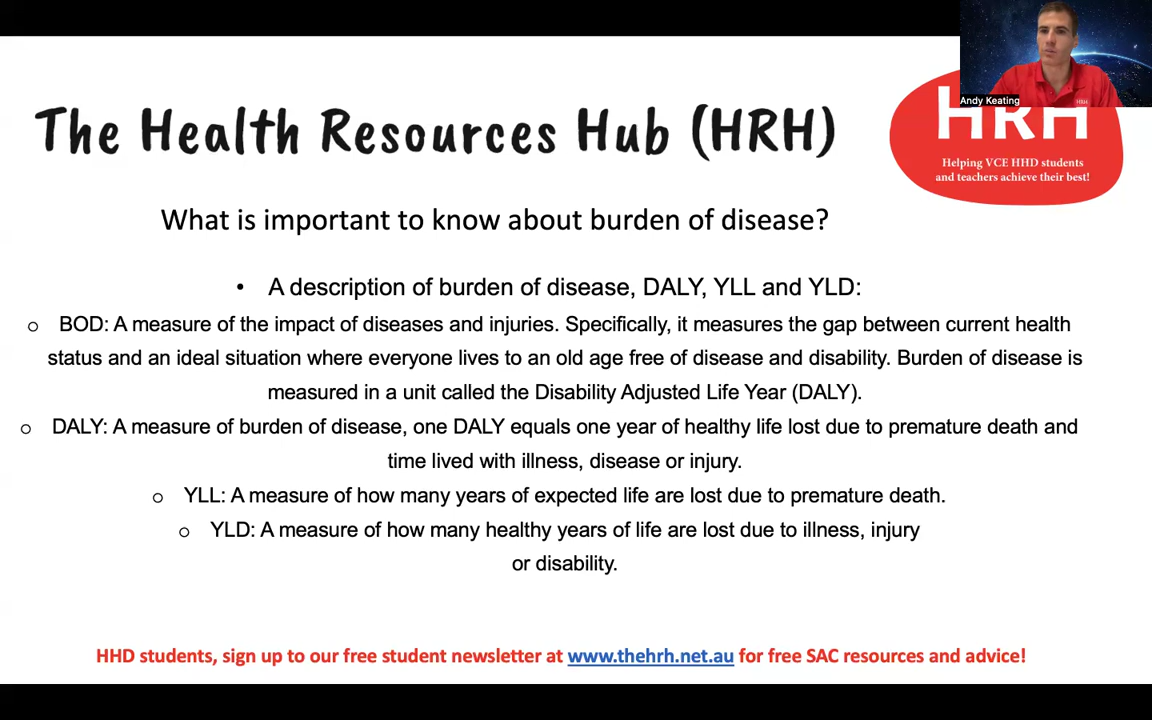 Andy Keating
HRH
The Health Resources Hub (HRH)
HRH
Helping VCE HHD students
and teachers achieve their best!
What is important to know about burden of disease?
• A description of burden of disease, DALY, YLL and YLD:
o BOD: A measure of the impact of diseases and injuries. Specifically, it measures the gap between current health
status and an ideal situation where everyone lives to an old age free of disease and disability. Burden of disease is
measured in a unit called the Disability Adjusted Life Year (DALY).
o DALY: A measure of burden of disease, one DALY equals one year of healthy life lost due to premature death and
time lived with illness, disease or injury.
o YLL: A measure of how many years of expected life are lost due to premature death.
o YLD: A measure of how many healthy years of life are lost due to illness, injury
or disability.
HHD students, sign up to our free student newsletter at www.thehrh.net.au for free SAC resources and advice!